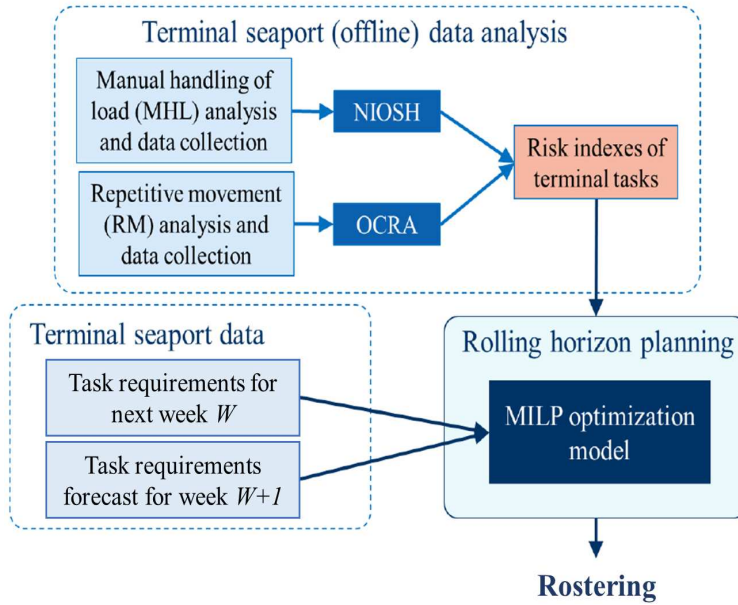 Terminal seaport (offline) data analysis
Manual handling of
load (MHL) analysis
and data collection
NIOSH
Repetitive movement
(RM) analysis and
data collection
OCRA
Risk indexes of
terminal tasks
Terminal seaport data
Task requirements for
next week W
Task requirements
forecast for week W+1
Rolling horizon planning
MILP optimization
model
Rostering